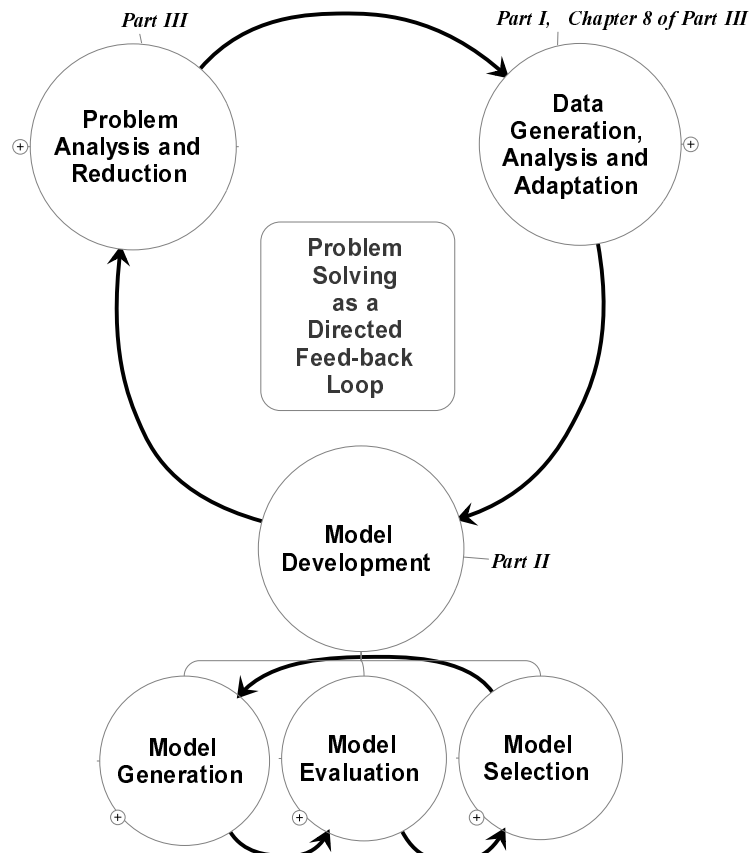 Part III
Part I,   Chapter 8 of Part III
Problem
Analysis and
Reduction
Data
Generation,
Analysis and
Adaptation
Problem
Solving
as a
Directed
Feed-back
Loop
Model
Development
Part II
Model
Generation
Model
Evaluation
Model
Selection